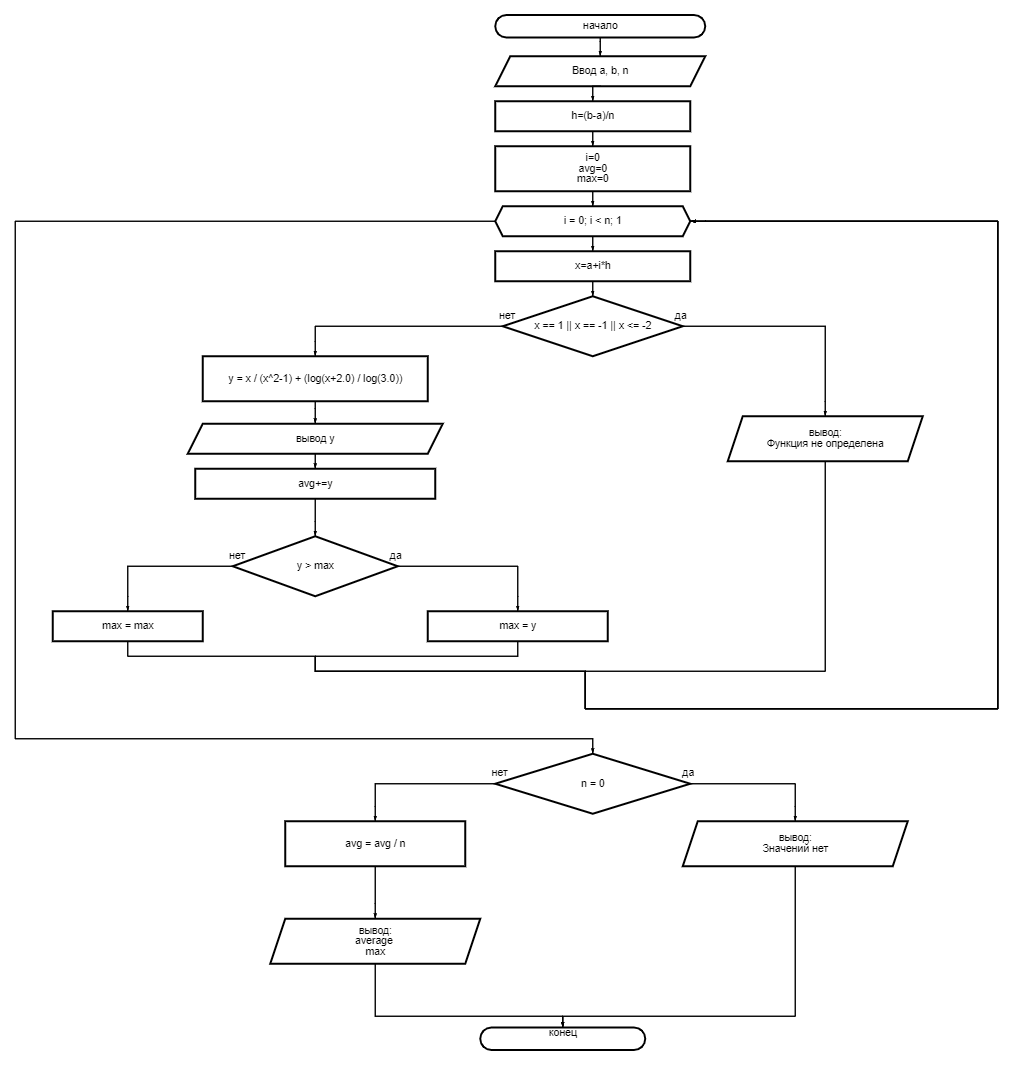 начало
Ввод a, b, n
h=(b-a)/n
i=0
avg=0
max=0
i = 0; i < n; 1
x=a+i*h
нет
x == 1 || x == -1 || x <= -2
да
y = x / (x^2-1) + (log(x+2.0) / log(3.0))
вывод y
avg+=y
вывод:
Функция не определена
нет
y > max
да
max = max
max = y
нет
n = 0
да
avg = avg / n
вывод:
Значений нет
вывод:
average
max
конец